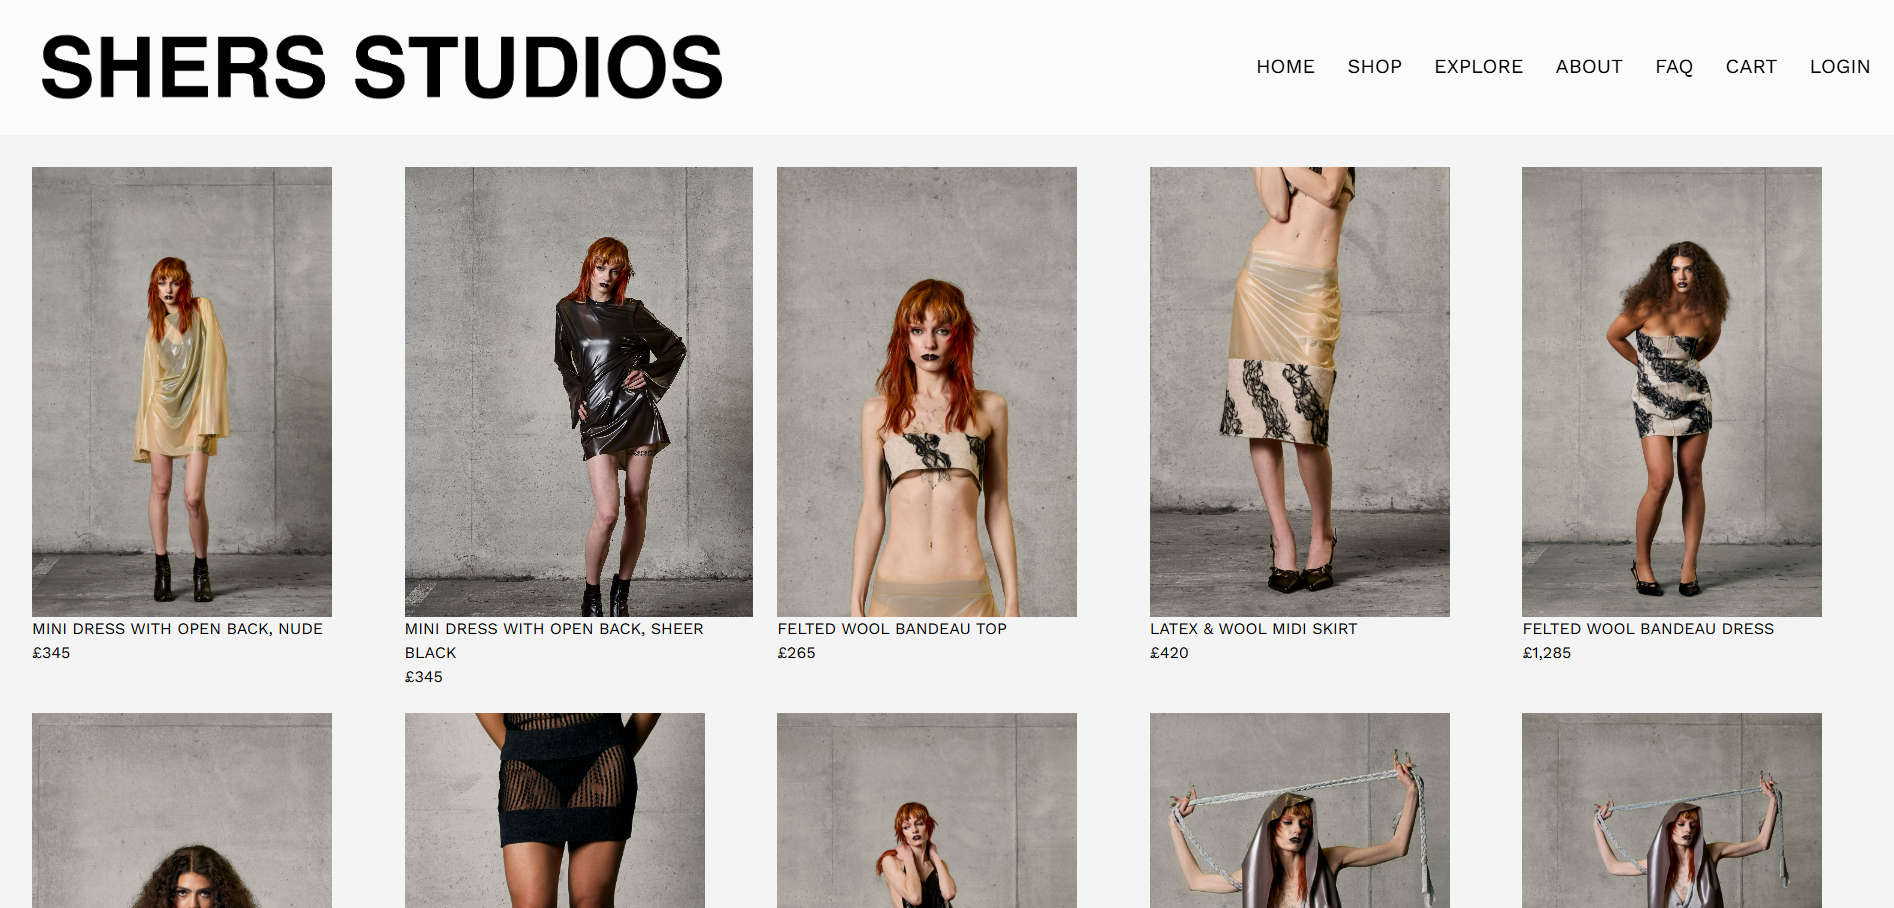 SHERS STUDIOS
HOME SHOP EXPLORE ABOUT FAQ CART LOGIN
MINI DRESS WITH OPEN BACK, NUDE
£345
MINI DRESS WITH OPEN BACK, SHEER
BLACK
£345
FELTED WOOL BANDEAU TOP
£265
LATEX & WOOL MIDI SKIRT
£420
FELTED WOOL BANDEAU DRESS
£1,285